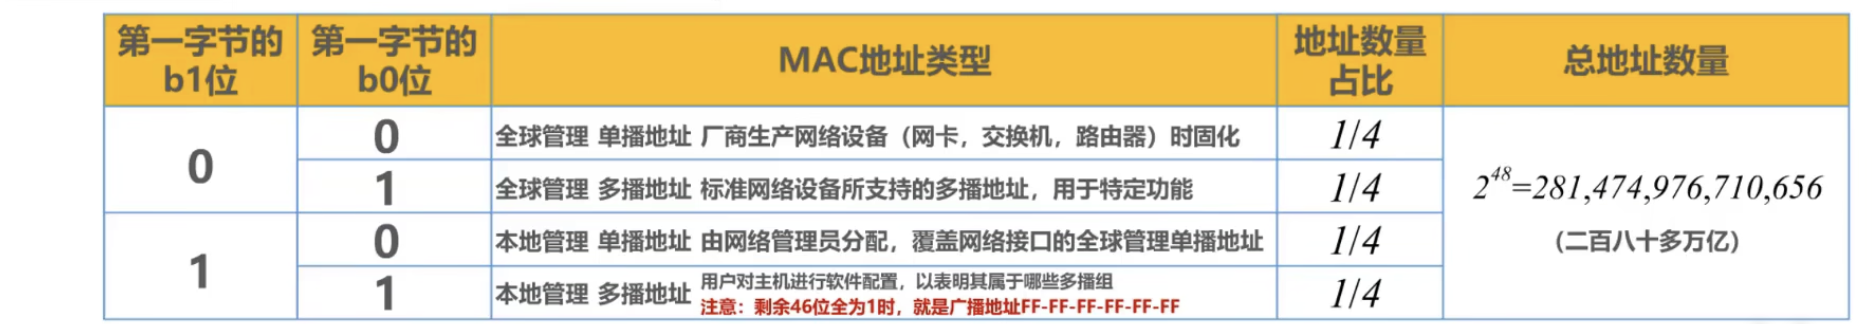 第一字节的
b1位
第一字节的
b0位
MAC地址类型
地址数量
占比
总地址数量
0
0
全球管理 单播地址 厂商生产网络设备（网卡，交换机，路由器）时固化
1/4
1
全球管理 多播地址 标准网络设备所支持的多播地址，用于特定功能
1/4
2^48=281,474,976,710,656
（二百八十多万亿）
1
0
本地管理 单播地址 由网络管理员分配，覆盖网络接口的全球管理单播地址
1/4
1
本地管理 多播地址
用户对主机进行软件配置，以表明其属于哪些多播组
注意：剩余46位全为1时，就是广播地址FF-FF-FF-FF-FF-FF
1/4